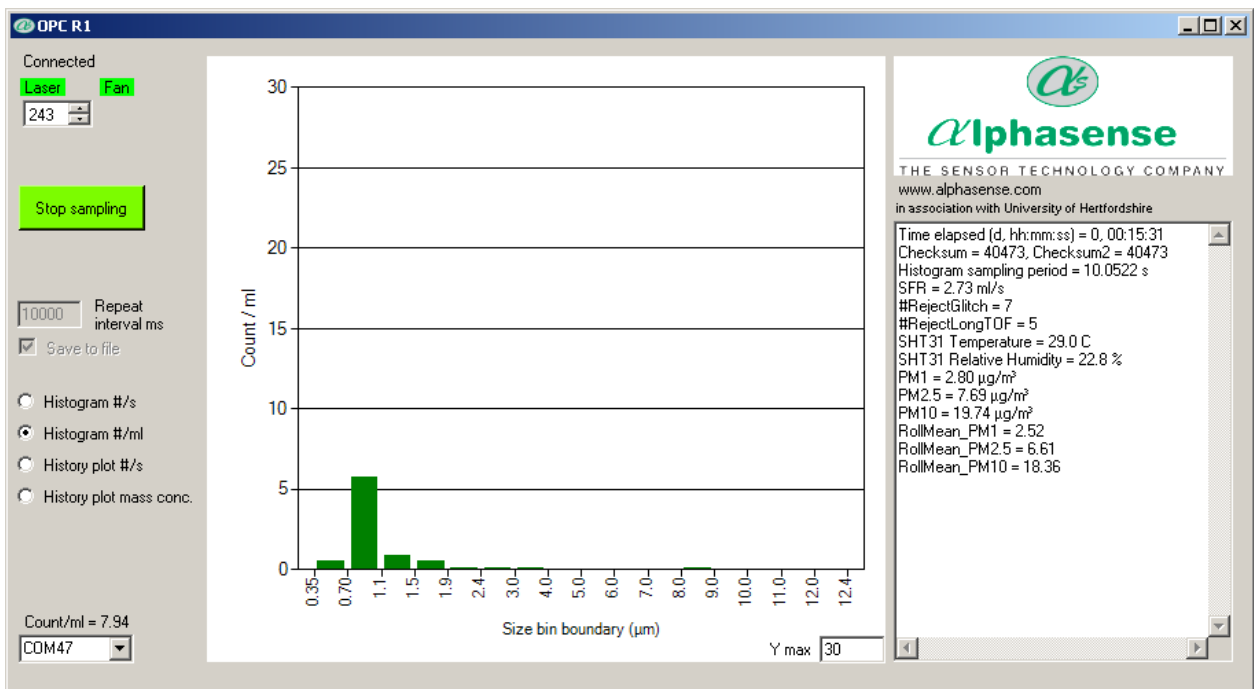 OPC R1
Connected
Laser Fan
243
Stop sampling
10000
Repeat
interval ms
Save to file
Histogram #/s
Histogram #/ml
History plot #/s
History plot mass conc.
Count/ml = 7.94
COM47
Count / ml
30
25
20
15
10
5
0
0.35 0.70 1.1 1.5 1.9 2.4 3.0 4.0 5.0 6.0 7.0 8.0 9.0 10.0 11.0 12.0 12.4
Size bin boundary (µm)
Y max 30
αs
αlphasense
THE SENSOR TECHNOLOGY COMPANY
www.alphasense.com
in association with University of Hertfordshire
Time elapsed (d, hh:mm:ss) = 0, 00:15:31
Checksum = 40473, Checksum2 = 40473
Histogram sampling period = 10.0522 s
SFR = 2.73 ml/s
#RejectGlitch = 7
#RejectLongTOF = 5
SHT31 Temperature = 29.0 C
SHT31 Relative Humidity = 22.8 %
PM1 = 2.80 µg/m³
PM2.5 = 7.69 µg/m³
PM10 = 19.74 µg/m³
RollMean_PM1 = 2.52
RollMean_PM2.5 = 6.61
RollMean_PM10 = 18.36